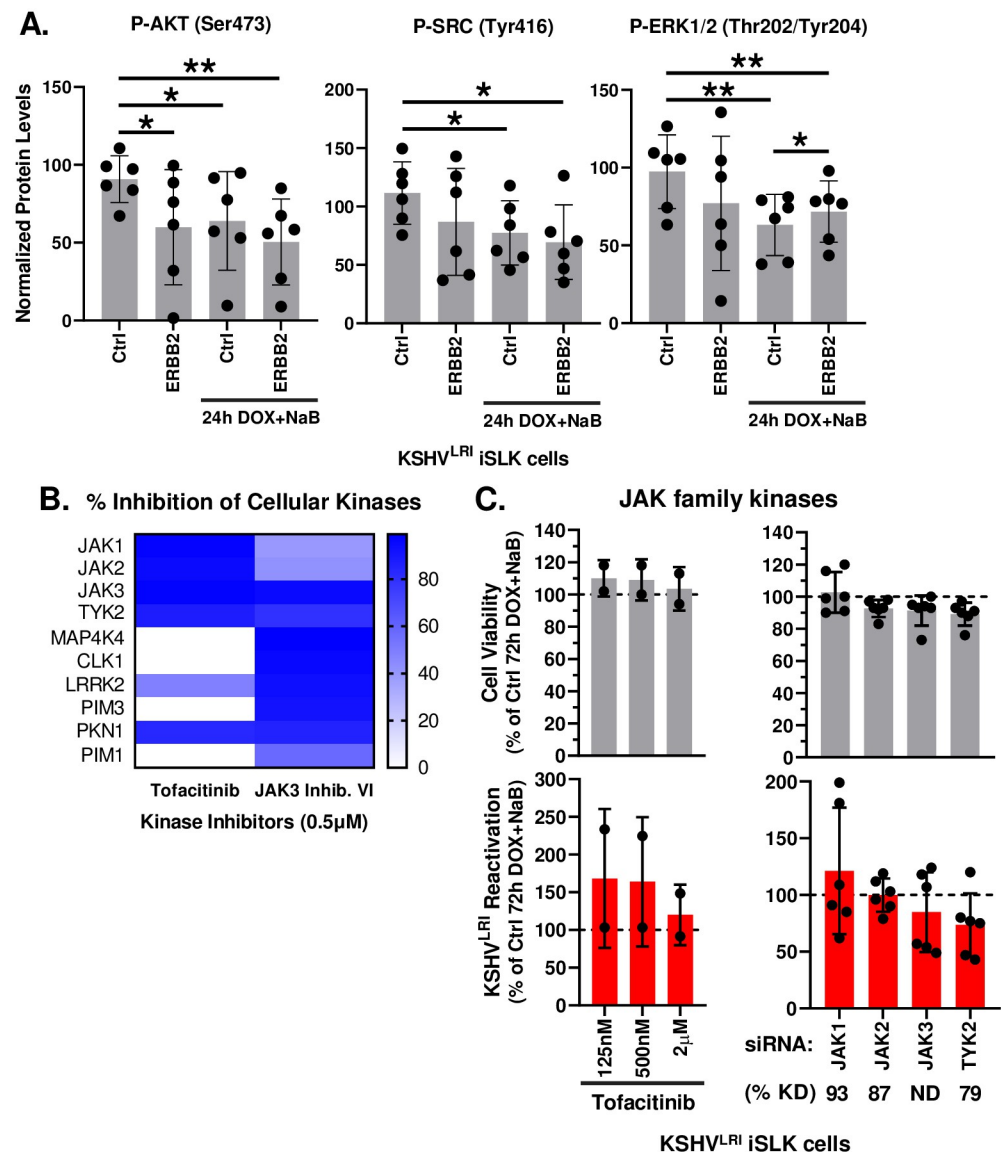 A.
P-AKT (Ser473)
P-SRC (Tyr416)
P-ERK1/2 (Thr202/Tyr204)
Normalized Protein Levels
150
100
50
0
**
*
*
Ctrl
ERBB2
Ctrl
ERBB2
24h DOX+NaB
200
150
100
50
0
*
*
Ctrl
ERBB2
Ctrl
ERBB2
24h DOX+NaB
150
100
50
0
**
**
*
Ctrl
ERBB2
Ctrl
ERBB2
24h DOX+NaB
KSHVLRI iSLK cells
B. % Inhibition of Cellular Kinases
JAK1
JAK2
JAK3
TYK2
MAP4K4
CLK1
LRRK2
PIM3
PKN1
PIM1
80
60
40
20
0
Tofacitinib JAK3 Inhib. VI
Kinase Inhibitors (0.5µM)
C. JAK family kinases
Cell Viability
(% of Ctrl 72h DOX+NaB)
140
120
100
80
60
40
20
0
140
120
100
80
60
40
20
0
KSHVLRI Reactivation
(% of Ctrl 72h DOX+NaB)
300
250
200
150
100
50
0
125nM
500nM
2µM
Tofacitinib
200
150
100
50
0
siRNA: JAK1 JAK2 JAK3 TYK2
(% KD) 93 87 ND 79
KSHVLRI iSLK cells